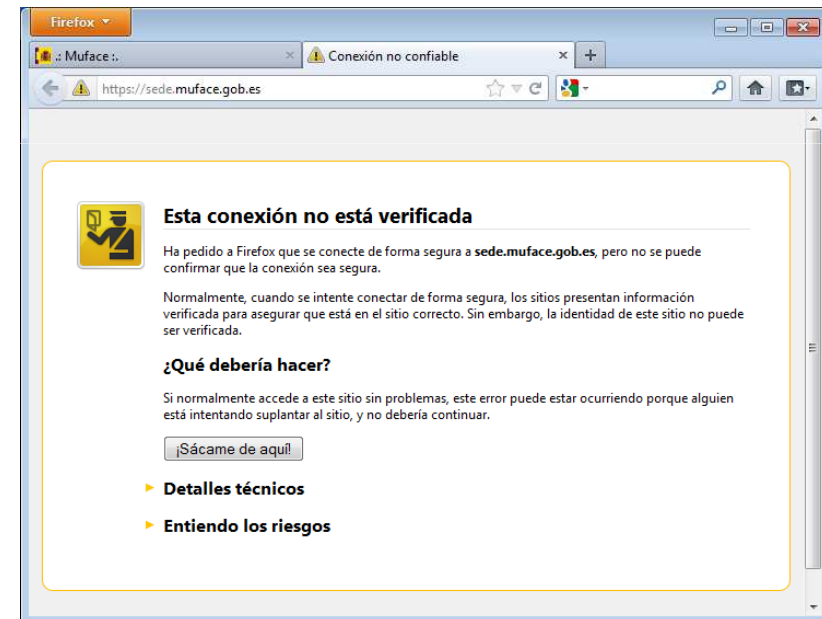 Firefox
.: Muface :.
Conexión no confiable
https://sede.muface.gob.es
Esta conexión no está verificada
Ha pedido a Firefox que se conecte de forma segura a sede.muface.gob.es, pero no se puede
confirmar que la conexión sea segura.
Normalmente, cuando se intente conectar de forma segura, los sitios presentan información
verificada para asegurar que está en el sitio correcto. Sin embargo, la identidad de este sitio no puede
ser verificada.
¿Qué debería hacer?
Si normalmente accede a este sitio sin problemas, este error puede estar ocurriendo porque alguien
está intentando suplantar al sitio, y no debería continuar.
¡Sácame de aquí!
Detalles técnicos
Entiendo los riesgos